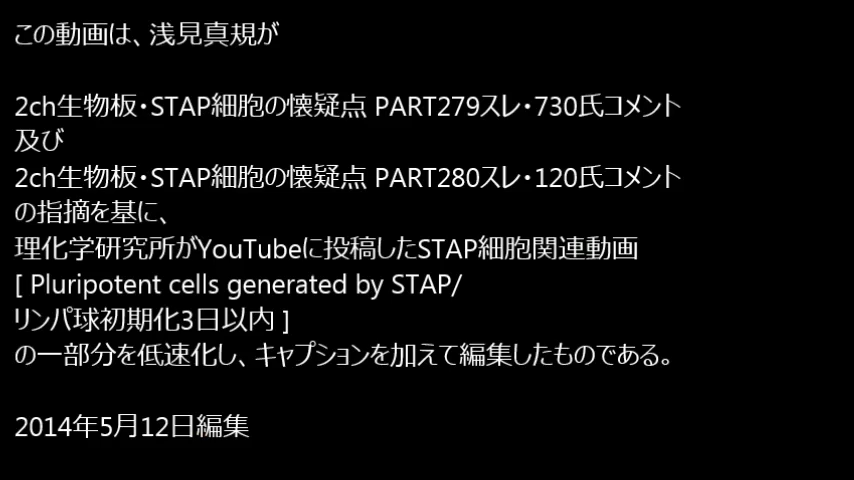 この動画は、浅見真規が
2ch生物板・STAP細胞の懐疑点 PART279スレ・730氏コメント
及び
2ch生物板・STAP細胞の懐疑点 PART280スレ・120氏コメント
の指摘を基に、
理化学研究所がYouTubeに投稿したSTAP細胞関連動画
[ Pluripotent cells generated by STAP/
リンパ球初期化3日以内 ]
の一部分を低速化し、キャプションを加えて編集したものである。
2014年5月12日編集